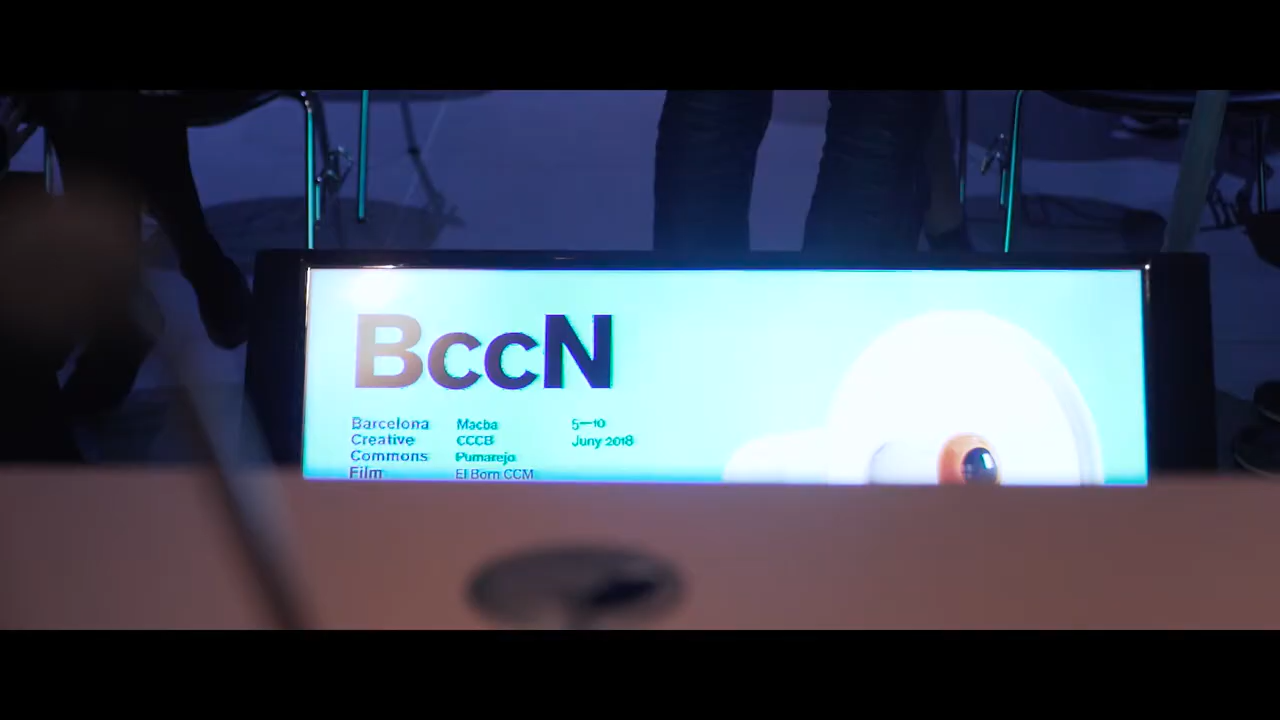 BccN
Barcelona
Creative
Commons
Film
Macba
CCCB
Pumarejo
El Born CCM
5—10
Juny 2018